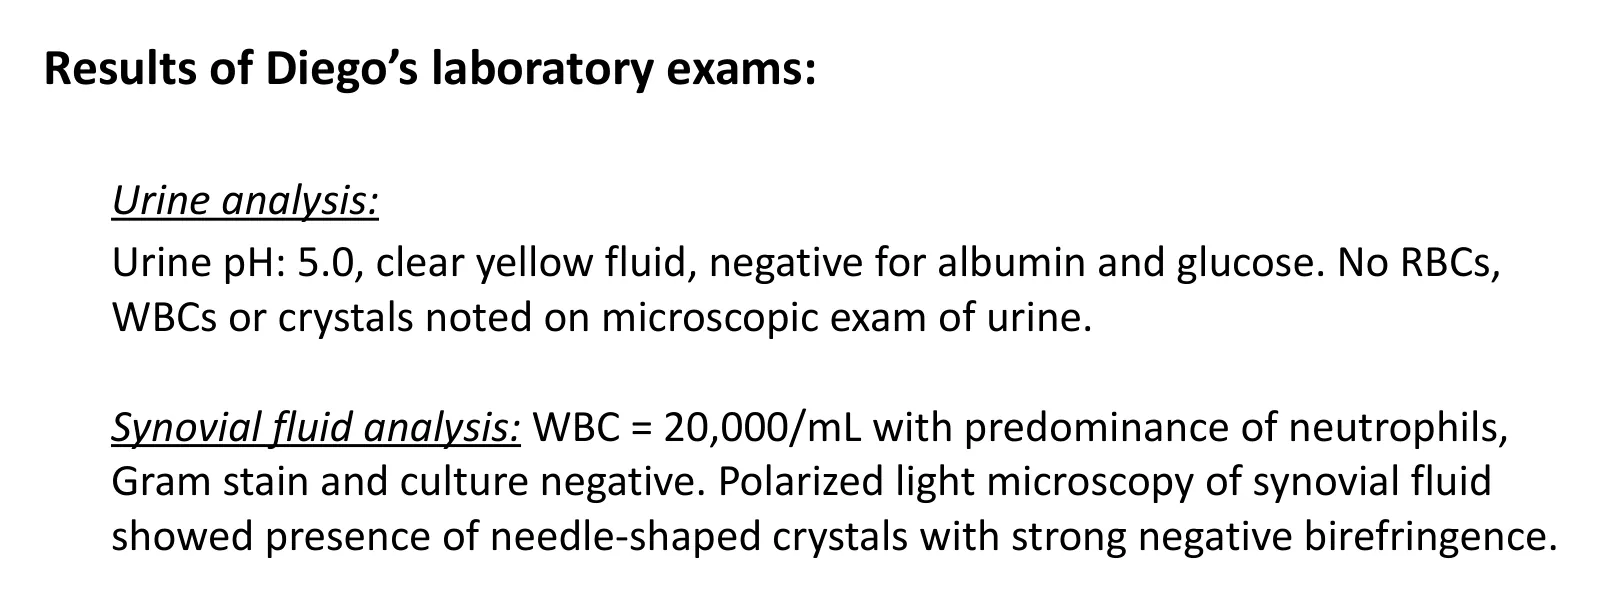 Results of Diego’s laboratory exams:
Urine analysis:
Urine pH: 5.0, clear yellow fluid, negative for albumin and glucose. No RBCs,
WBCs or crystals noted on microscopic exam of urine.
Synovial fluid analysis: WBC = 20,000/mL with predominance of neutrophils,
Gram stain and culture negative. Polarized light microscopy of synovial fluid
showed presence of needle-shaped crystals with strong negative birefringence.